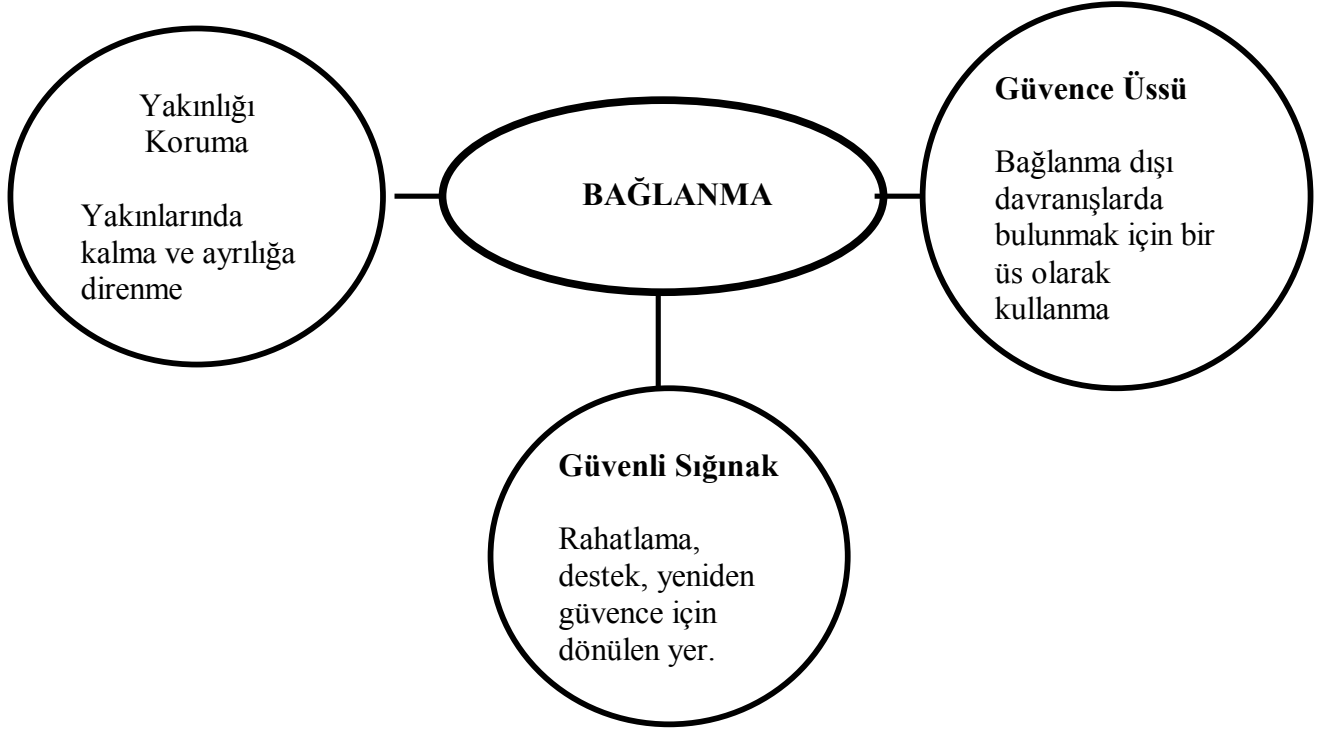 Yakınlığı
Koruma
Yakınlarında
kalma ve ayrılığa
direnme
BAĞLANMA
Güvence Üssü
Bağlanma dışı
davranışlarda
bulunmak için bir
üs olarak
kullanma
Güvenli Sığınak
Rahatlama,
destek, yeniden
güvence için
dönülen yer.